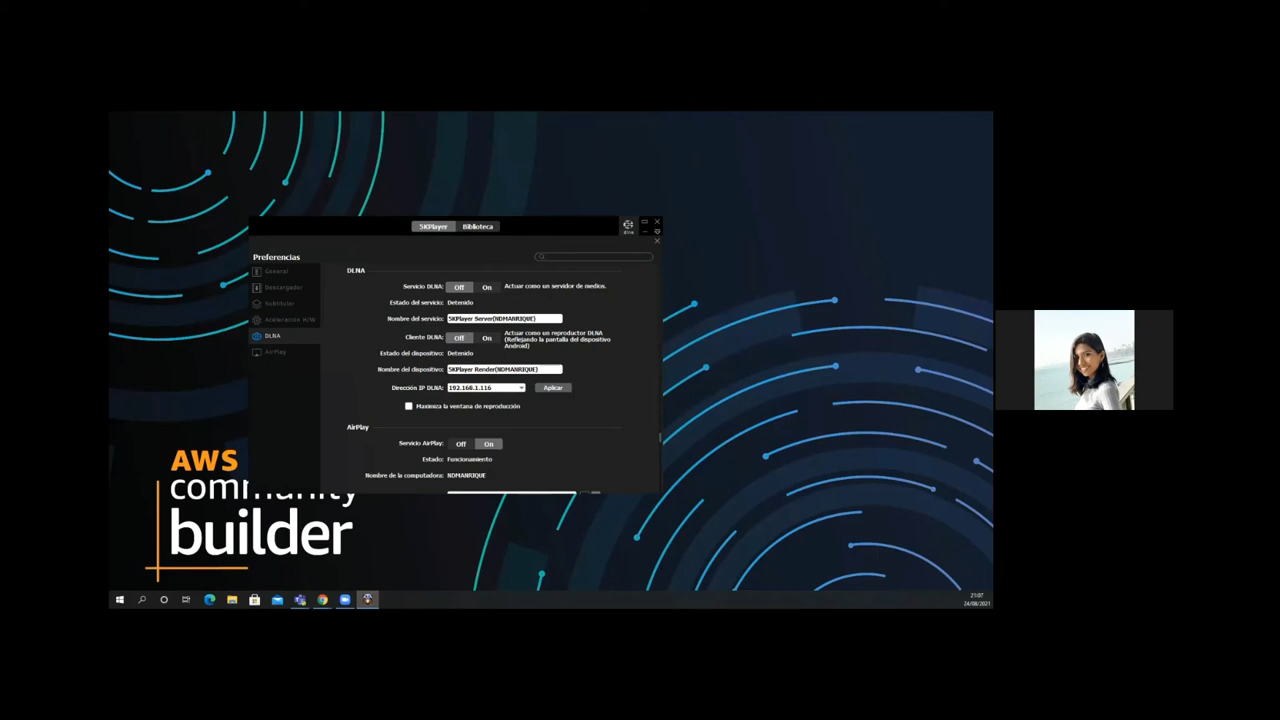 5KPlayer Biblioteca
dlna
Preferencias
General
Descargador
Subtitular
Aceleración H/W
DLNA
AirPlay
DLNA
Servicio DLNA: Off On Actuar como un servidor de medios.
Estado del servicio: Detenido
Nombre del servicio: 5KPlayer Server(NDMANRIQUE)
Cliente DLNA: Off On Actuar como un reproductor DLNA
(Reflejando la pantalla del dispositivo
Android)
Estado del dispositivo: Detenido
Nombre del dispositivo: 5KPlayer Render(NDMANRIQUE)
Dirección IP DLNA: 192.168.1.116 Aplicar
Maximiza la ventana de reproducción
AirPlay
Servicio AirPlay: Off On
Estado: Funcionamiento
Nombre de la computadora: NDMANRIQUE
AWS
community
builder
21:07
24/08/2021